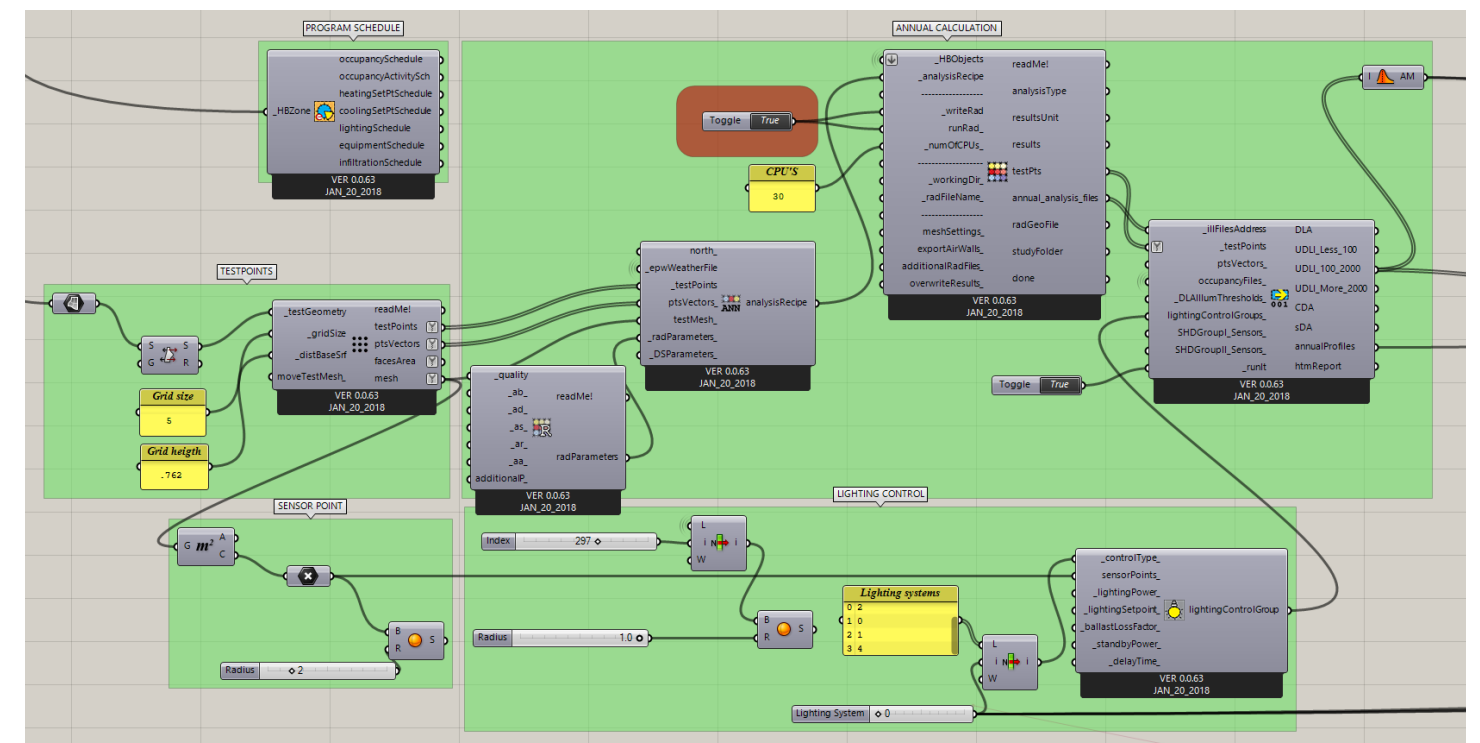 PROGRAM SCHEDULE
_HBZone
occupancySchedule
occupancyActivitySch
heatingSetPtSchedule
coolingSetPtSchedule
lightingSchedule
equipmentSchedule
infiltrationSchedule
VER 0.0.63
JAN_20_2018
ANNUAL CALCULATION
Toggle True
CPU'S
30
_HBObjects
_analysisRecipe
------------------
_writeRad
runRad_
_numOfCPUs_
------------------
_workingDir_
_radFileName_
------------------
meshSettings_
exportAirWalls_
additionalRadFiles_
overwriteResults_
readMe!
analysisType
resultsUnit
results
testPts
annual_analysis_files
radGeoFile
studyFolder
done
VER 0.0.63
JAN_20_2018
I AM
north_
_epwWeatherFile
_testPoints
ptsVectors_
testMesh_
_radParameters_
_DSParameters_
ANN
analysisRecipe
VER 0.0.63
JAN_20_2018
_illFilesAddress
_testPoints
ptsVectors_
occupancyFiles_
_DLAIllumThresholds_
lightingControlGroups_
SHDGroupI_Sensors_
SHDGroupII_Sensors_
_runIt
001
DLA
UDLI_Less_100
UDLI_100_2000
UDLI_More_2000
CDA
sDA
annualProfiles
htmReport
VER 0.0.63
JAN_20_2018
Toggle True
TESTPOINTS
S S
G R
Grid size
5
Grid heigth
.762
_testGeometry
_gridSize
_distBaseSrf
moveTestMesh_
readMe!
testPoints
ptsVectors
facesArea
mesh
VER 0.0.63
JAN_20_2018
_quality
_ab_
_ad_
_as_
_ar_
_aa_
additionalP_
R
readMe!
radParameters
VER 0.0.63
JAN_20_2018
SENSOR POINT
G m² A
C
B S
R
Radius 2
LIGHTING CONTROL
Index 297
L
i N i
W
Radius 1.0
B S
R
Lighting systems
0 2
1 0
2 1
3 4
L
i N i
W
Lighting System 0
_controlType_
sensorPoints_
_lightingPower_
_lightingSetpoint_
_ballastLossFactor_
_standbyPower_
_delayTime_
lightingControlGroup
VER 0.0.63
JAN_20_2018